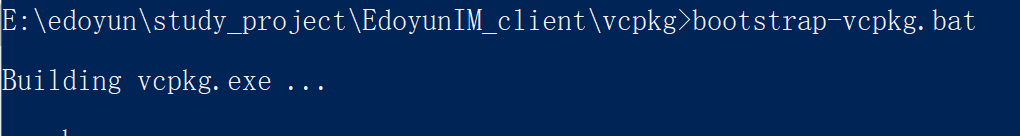 E:\edoyun\study_project\EdoyunIM_client\vcpkg>bootstrap-vcpkg.bat
Building vcpkg.exe ...